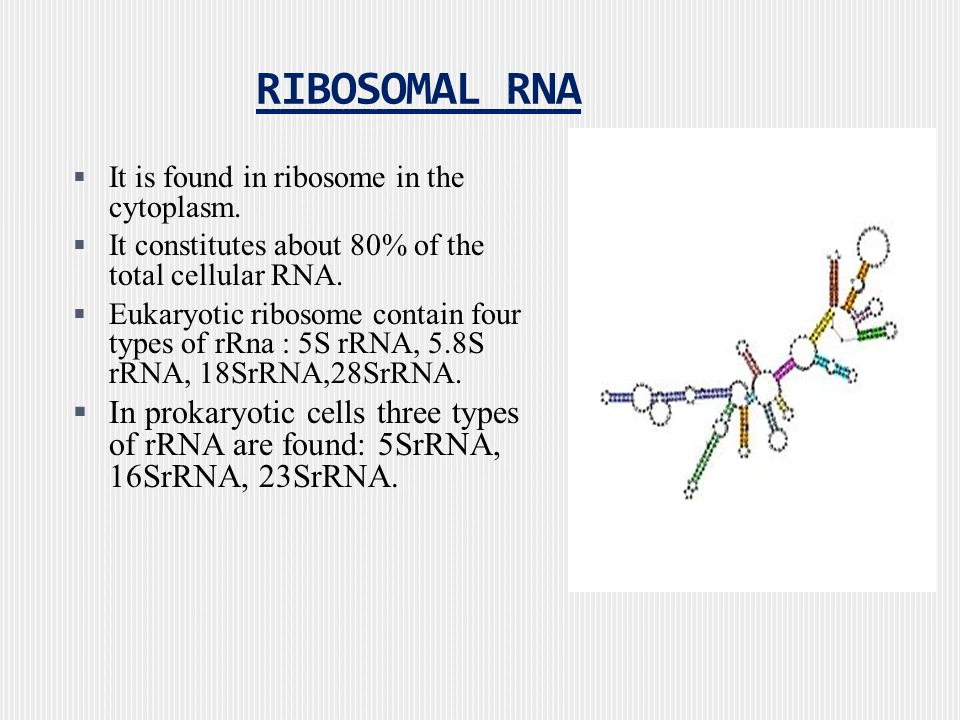 RIBOSOMAL RNA
It is found in ribosome in the
cytoplasm.
It constitutes about 80% of the
total cellular RNA.
Eukaryotic ribosome contain four
types of rRna : 5S rRNA, 5.8S
rRNA, 18SrRNA,28SrRNA.
In prokaryotic cells three types
of rRNA are found: 5SrRNA,
16SrRNA, 23SrRNA.